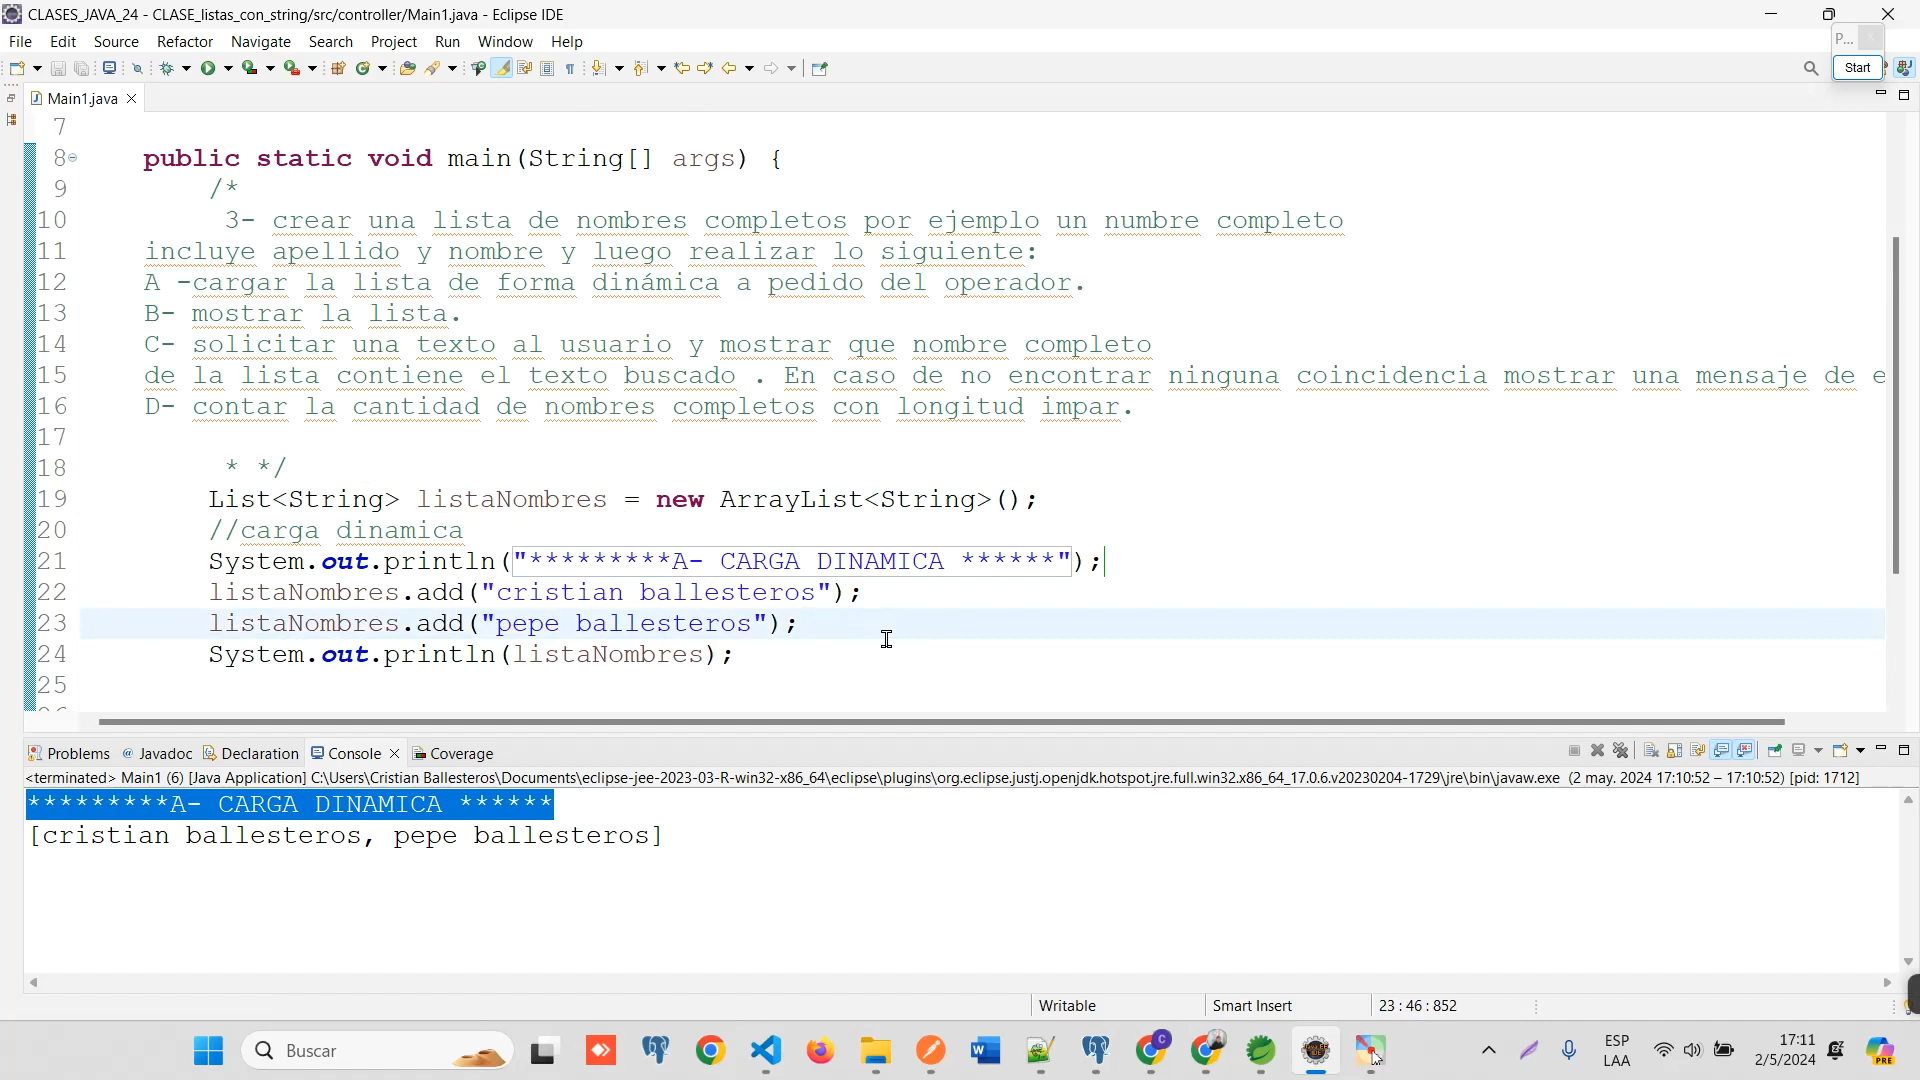 CLASES_JAVA_24 - CLASE_listas_con_string/src/controller/Main1.java - Eclipse IDE
File Edit Source Refactor Navigate Search Project Run Window Help
P...
Start
Main1.java
7
8 public static void main(String[] args) {
9 /*
10 3- crear una lista de nombres completos por ejemplo un numbre completo
11 incluye apellido y nombre y luego realizar lo siguiente:
12 A -cargar la lista de forma dinámica a pedido del operador.
13 B- mostrar la lista.
14 C- solicitar una texto al usuario y mostrar que nombre completo
15 de la lista contiene el texto buscado . En caso de no encontrar ninguna coincidencia mostrar una mensaje de e
16 D- contar la cantidad de nombres completos con longitud impar.
17
18 * */
19 List<String> listaNombres = new ArrayList<String>();
20 //carga dinamica
21 System.out.println("*********A- CARGA DINAMICA ******");
22 listaNombres.add("cristian ballesteros");
23 listaNombres.add("pepe ballesteros");
24 System.out.println(listaNombres);
25
Problems Javadoc Declaration Console Coverage
<terminated> Main1 (6) [Java Application] C:\Users\Cristian Ballesteros\Documents\eclipse-jee-2023-03-R-win32-x86_64\eclipse\plugins\org.eclipse.justj.openjdk.hotspot.jre.full.win32.x86_64_17.0.6.v20230204-1729\jre\bin\javaw.exe (2 may. 2024 17:10:52 – 17:10:52) [pid: 1712]
*********A- CARGA DINAMICA ******
[cristian ballesteros, pepe ballesteros]
Writable Smart Insert 23 : 46 : 852
Buscar
ESP
LAA
17:11
2/5/2024
PRE